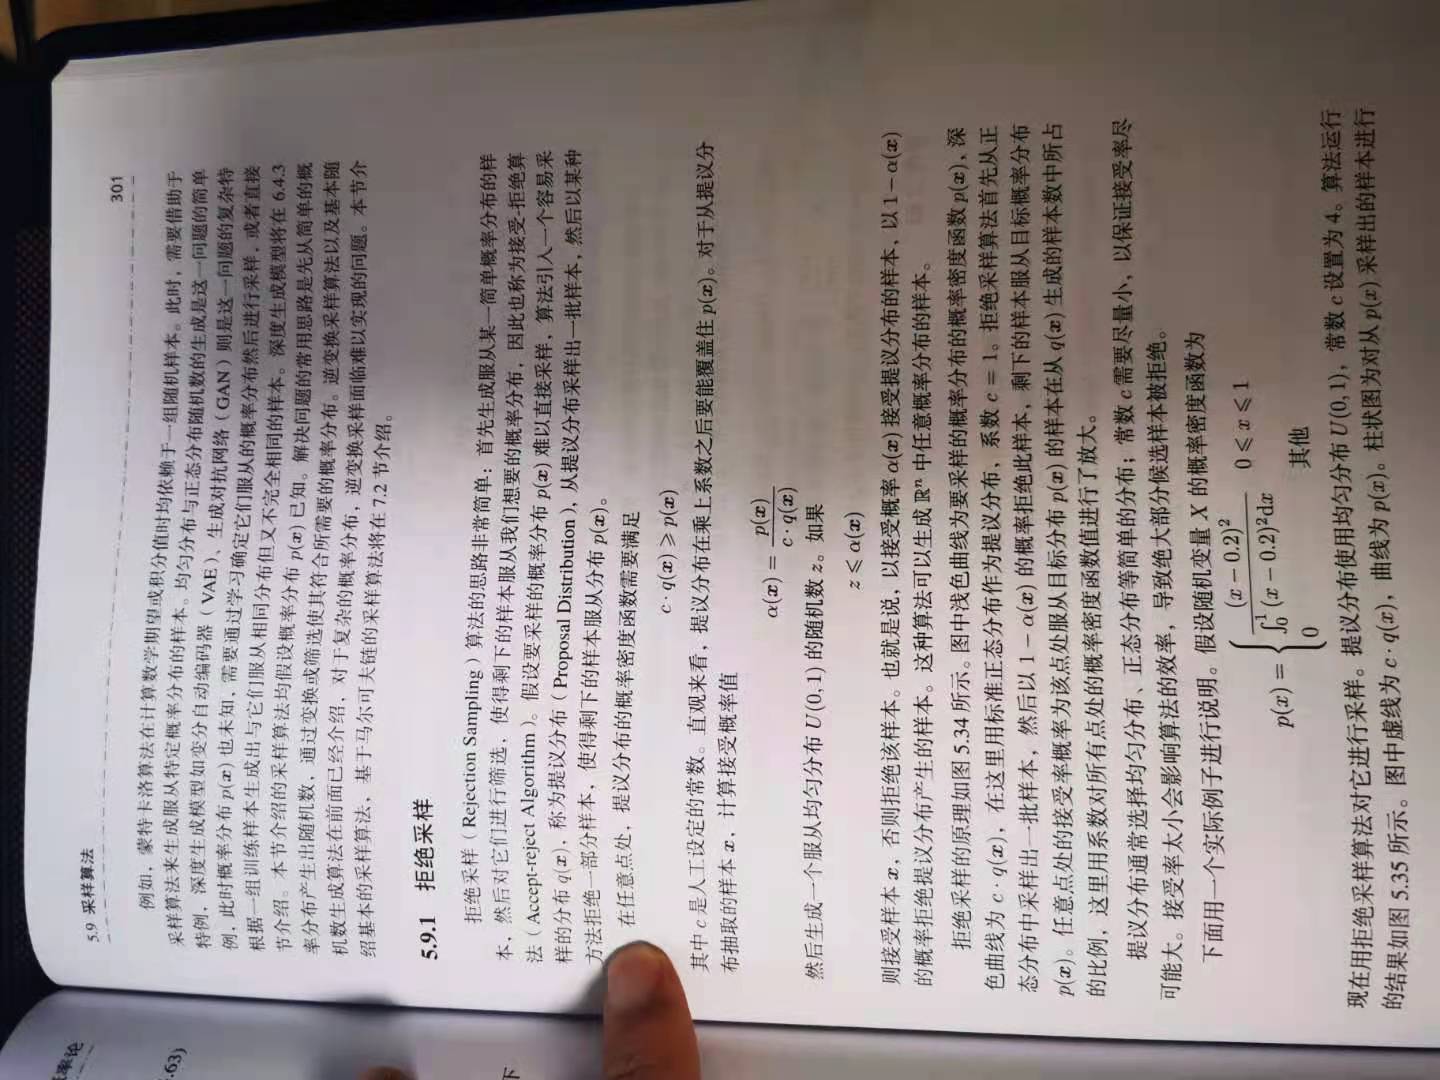 率论
.63)
下
5.9 采样算法
301
例如，蒙特卡洛算法在计算数学期望或积分值时均依赖于一组随机样本。此时，需要借助于
采样算法来生成服从特定概率分布的样本。均匀分布与正态分布随机数的生成是这一问题的简单
特例，深度生成模型如变分自动编码器（VAE）、生成对抗网络（GAN）则是这一问题的复杂特
例，此时概率分布 p(x) 也未知，需要通过学习确定它们服从的概率分布然后进行采样，或者直接
根据一组训练样本生成出与它们服从相同分布但又不完全相同的样本。深度生成模型将在 6.4.3
节介绍。本节介绍的采样算法均假设概率分布 p(x) 已知。解决问题的常用思路是先从简单的概
率分布产生出随机数，通过变换或筛选使其符合所需要的概率分布。逆变换采样算法以及基本随
机数生成算法在前面已经介绍，对于复杂的概率分布，逆变换采样面临难以实现的问题。本节介
绍基本的采样算法，基于马尔可夫链的采样算法将在 7.2 节介绍。
5.9.1 拒绝采样
拒绝采样（Rejection Sampling）算法的思路非常简单：首先生成服从某一简单概率分布的样
本，然后对它们进行筛选，使得剩下的样本服从我们想要的概率分布，因此也称为接受-拒绝算
法（Accept-reject Algorithm）。假设要采样的概率分布 p(x) 难以直接采样，算法引入一个容易采
样的分布 q(x)，称为提议分布（Proposal Distribution），从提议分布采样出一批样本，然后以某种
方法拒绝一部分样本，使得剩下的样本服从分布 p(x)。
在任意点处，提议分布的概率密度函数需要满足
c · q(x) ⩾ p(x)
其中 c 是人工设定的常数。直观来看，提议分布在乘上系数之后要能覆盖住 p(x)。对于从提议分
布抽取的样本 x，计算接受概率值
α(x) = p(x) / c · q(x)
然后生成一个服从均匀分布 U(0,1) 的随机数 z。如果
z ⩽ α(x)
则接受样本 x，否则拒绝该样本。也就是说，以接受概率 α(x) 接受提议分布的样本，以 1 − α(x)
的概率拒绝提议分布产生的样本。这种算法可以生成 ℝⁿ 中任意概率分布的样本。
拒绝采样的原理如图 5.34 所示。图中浅色曲线为要采样的概率分布的概率密度函数 p(x)，深
色曲线为 c · q(x)，在这里用标准正态分布作为提议分布，系数 c = 1。拒绝采样算法首先从正
态分布中采样出一批样本，然后以 1 − α(x) 的概率拒绝此样本，剩下的样本服从目标概率分布
p(x)。任意点处的接受率概率为该点处服从目标分布 p(x) 的样本在从 q(x) 生成的样本数中所占
的比例，这里用系数对所有点处的概率密度函数值进行了放大。
提议分布通常选择均匀分布、正态分布等简单的分布；常数 c 需要尽量小，以保证接受率尽
可能大。接受率太小会影响算法的效率，导致绝大部分候选样本被拒绝。
下面用一个实际例子进行说明。假设随机变量 X 的概率密度函数为
p(x) = { (x − 0.2)² / ∫₀¹ (x − 0.2)²dx 0 ⩽ x ⩽ 1
0 其他
现在用拒绝采样算法对它进行采样。提议分布使用均匀分布 U(0,1)，常数 c 设置为 4。算法运行
的结果如图 5.35 所示。图中虚线为 c · q(x)，曲线为 p(x)。柱状图为对从 p(x) 采样出的样本进行